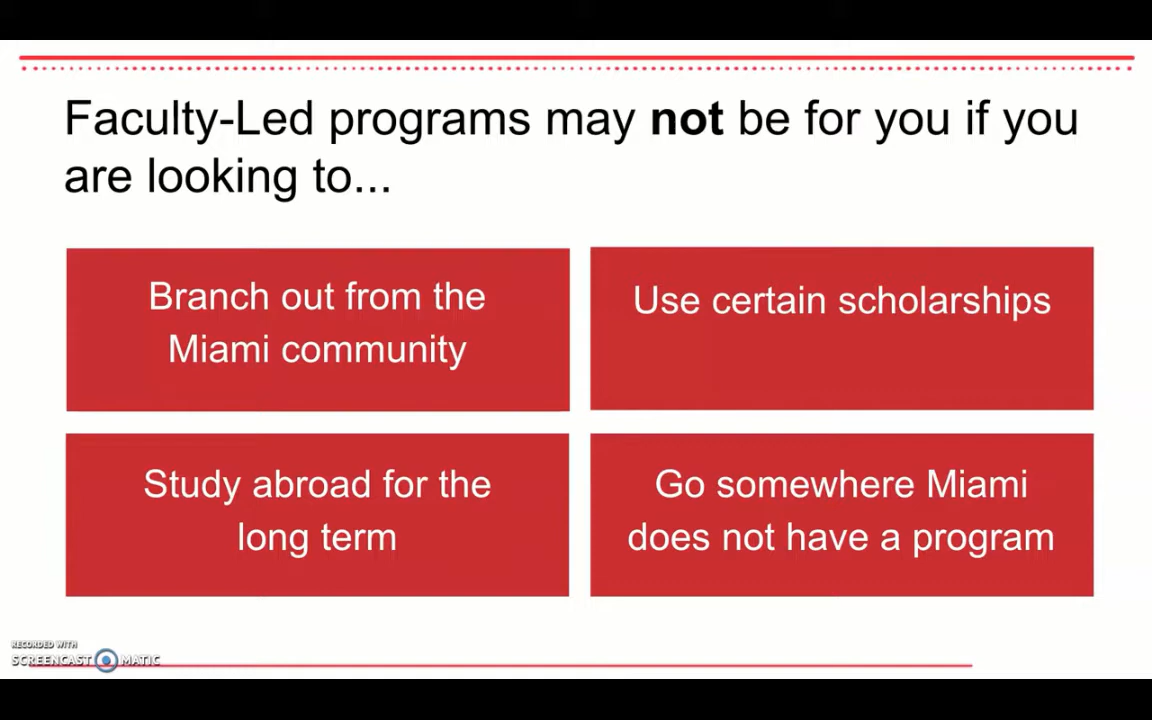 Faculty-Led programs may not be for you if you
are looking to...
Branch out from the
Miami community
Use certain scholarships
Study abroad for the
long term
Go somewhere Miami
does not have a program
RECORDED WITH
SCREENCAST MATIC